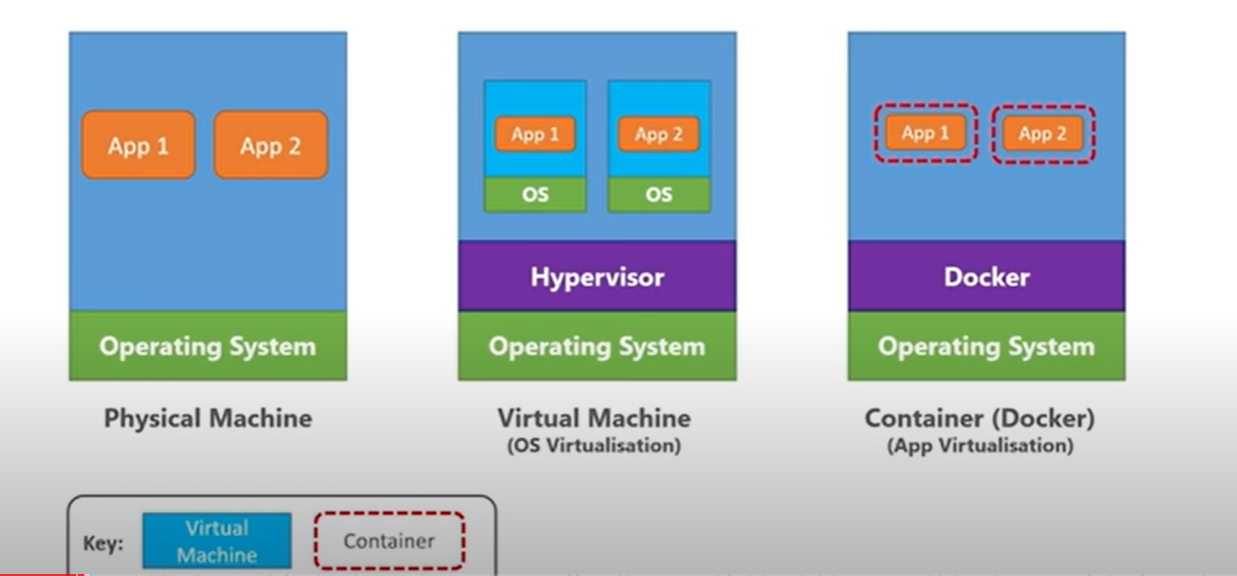 App 1
App 2
Operating System
Physical Machine
App 1
App 2
OS
OS
Hypervisor
Operating System
Virtual Machine
(OS Virtualisation)
App 1
App 2
Docker
Operating System
Container (Docker)
(App Virtualisation)
Key:
Virtual
Machine
Container